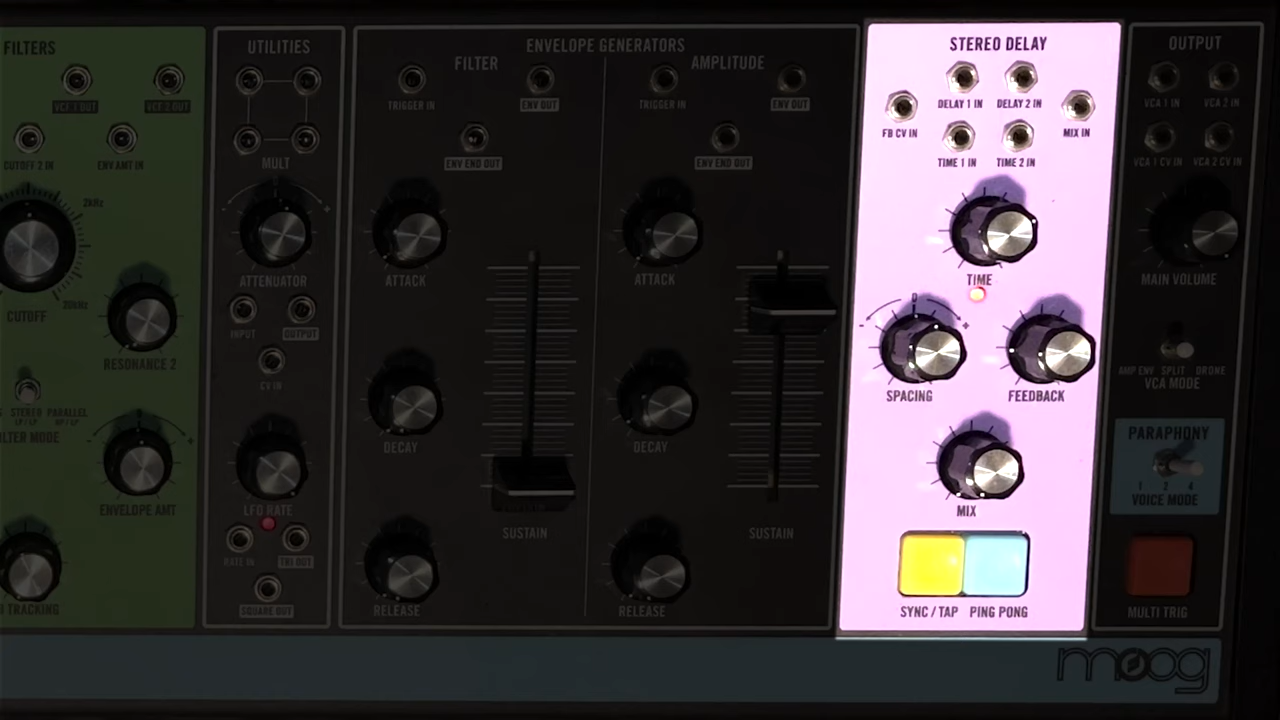 FILTERS
VCF 1 OUT
VCF 2 OUT
CUTOFF 2 IN
ENV AMT IN
2kHz
20kHz
CUTOFF
RESONANCE 2
STEREO
LP / LP
PARALLEL
HP / LP
ENVELOPE AMT
TRACKING
UTILITIES
MULT
- +
ATTENUATOR
INPUT
OUTPUT
CV IN
LFO RATE
RATE IN
TRI OUT
SQUARE OUT
ENVELOPE GENERATORS
FILTER
TRIGGER IN
ENV OUT
ENV END OUT
ATTACK
DECAY
SUSTAIN
RELEASE
AMPLITUDE
TRIGGER IN
ENV OUT
ENV END OUT
ATTACK
DECAY
SUSTAIN
RELEASE
STEREO DELAY
DELAY 1 IN
DELAY 2 IN
FB CV IN
MIX IN
TIME 1 IN
TIME 2 IN
TIME
0
- +
SPACING
FEEDBACK
MIX
SYNC / TAP
PING PONG
OUTPUT
VCA 1 IN
VCA 2 IN
VCA 1 CV IN
VCA 2 CV IN
MAIN VOLUME
AMP ENV SPLIT DRONE
VCA MODE
PARAPHONY
1 2 4
VOICE MODE
MULTI TRIG
moog